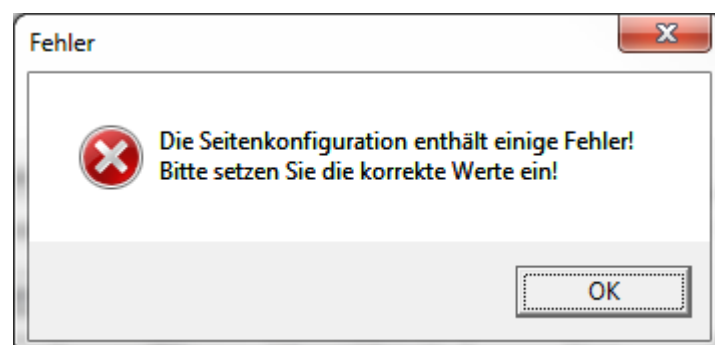 Fehler
Die Seitenkonfiguration enthält einige Fehler!
Bitte setzen Sie die korrekte Werte ein!
OK